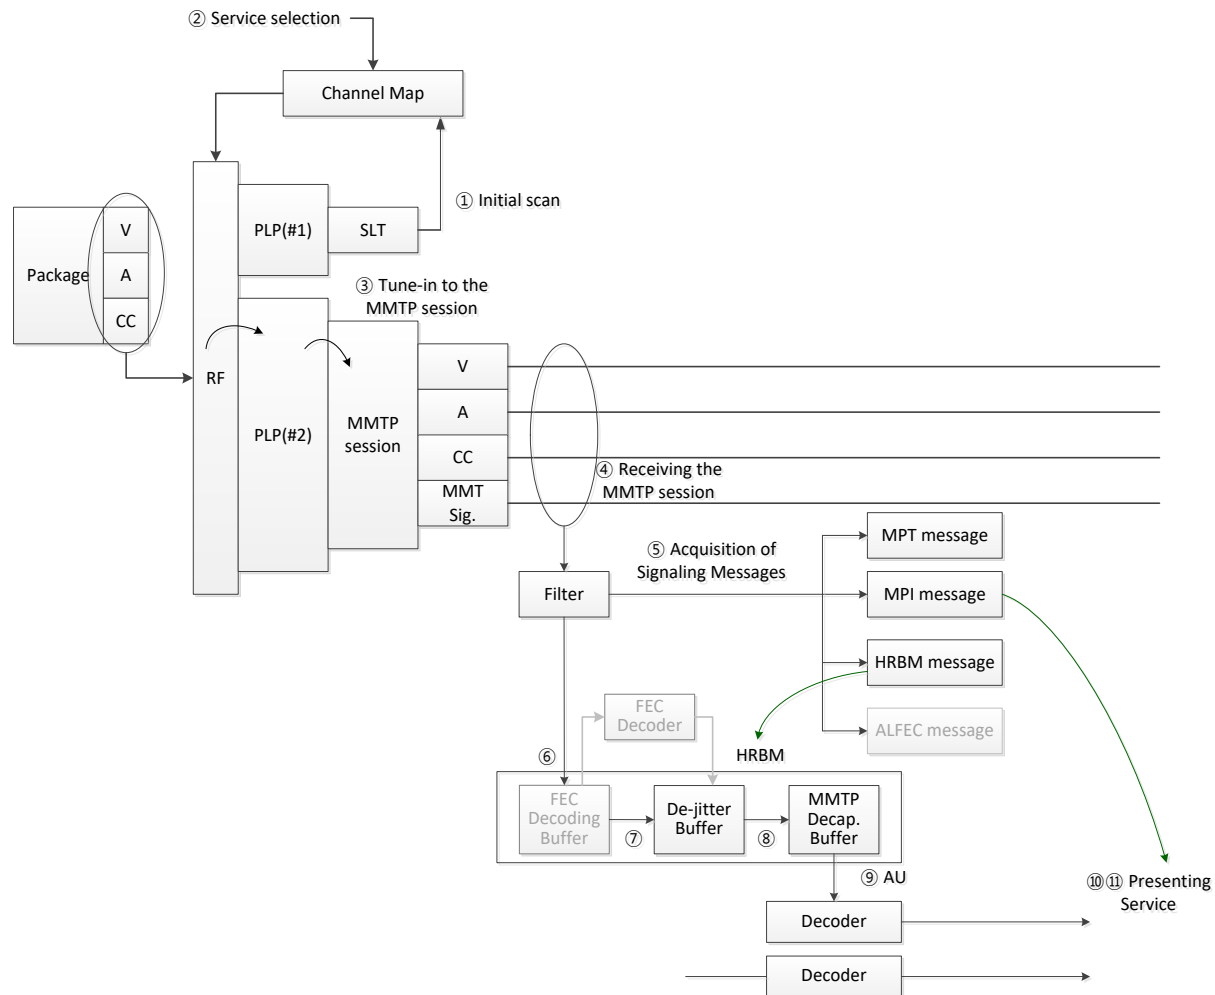 ② Service selection
Channel Map
① Initial scan
PLP(#1)
SLT
Package
V
A
CC
③ Tune-in to the
MMTP session
RF
PLP(#2)
MMTP
session
V
A
CC
MMT
Sig.
④ Receiving the
MMTP session
⑤ Acquisition of
Signaling Messages
Filter
MPT message
MPI message
HRBM message
ALFEC message
FEC
Decoder
HRBM
⑥
FEC
Decoding
Buffer
⑦
De-jitter
Buffer
⑧
MMTP
Decap.
Buffer
⑨ AU
⑩⑪ Presenting
Service
Decoder
Decoder